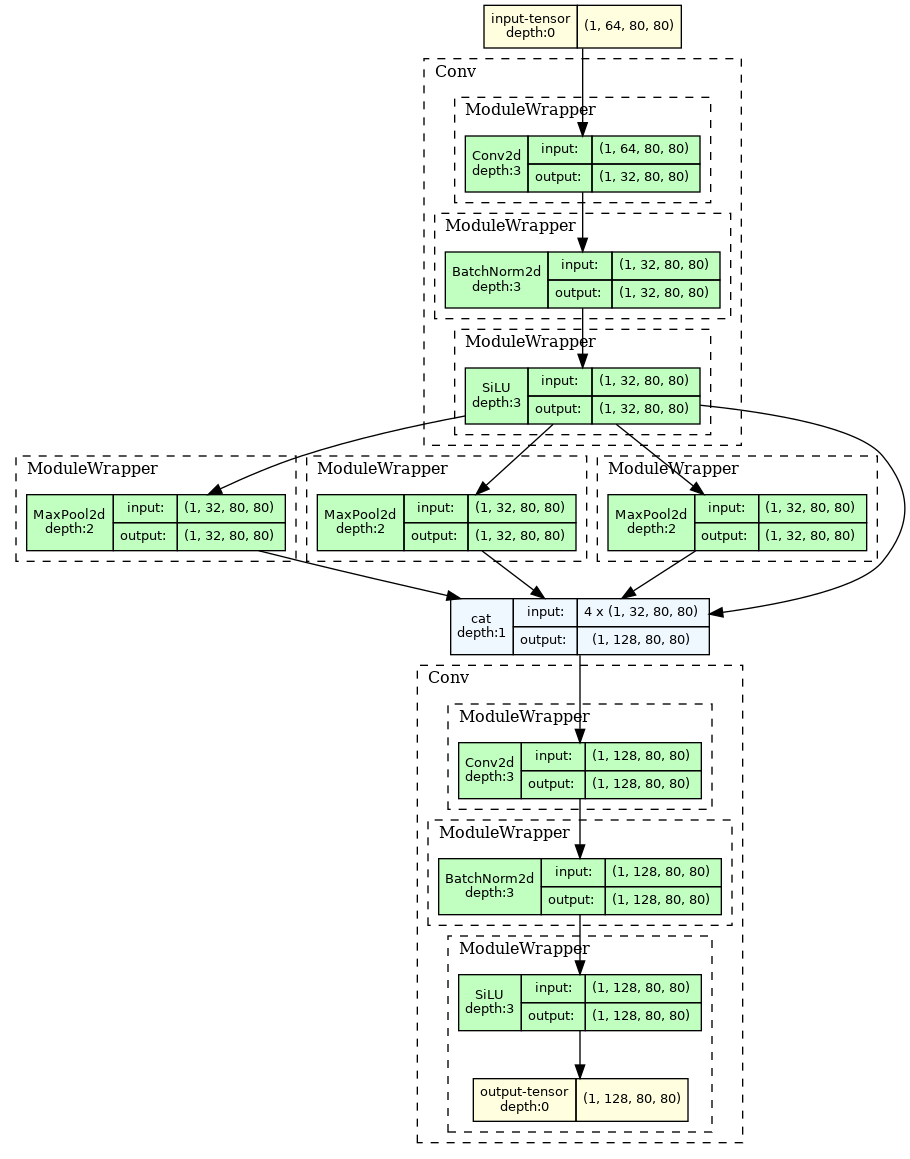 input-tensor
depth:0
(1, 64, 80, 80)
Conv
ModuleWrapper
Conv2d
depth:3
input:
(1, 64, 80, 80)
output:
(1, 32, 80, 80)
ModuleWrapper
BatchNorm2d
depth:3
input:
(1, 32, 80, 80)
output:
(1, 32, 80, 80)
ModuleWrapper
SiLU
depth:3
input:
(1, 32, 80, 80)
output:
(1, 32, 80, 80)
ModuleWrapper
MaxPool2d
depth:2
input:
(1, 32, 80, 80)
output:
(1, 32, 80, 80)
ModuleWrapper
MaxPool2d
depth:2
input:
(1, 32, 80, 80)
output:
(1, 32, 80, 80)
ModuleWrapper
MaxPool2d
depth:2
input:
(1, 32, 80, 80)
output:
(1, 32, 80, 80)
cat
depth:1
input:
4 x (1, 32, 80, 80)
output:
(1, 128, 80, 80)
Conv
ModuleWrapper
Conv2d
depth:3
input:
(1, 128, 80, 80)
output:
(1, 128, 80, 80)
ModuleWrapper
BatchNorm2d
depth:3
input:
(1, 128, 80, 80)
output:
(1, 128, 80, 80)
ModuleWrapper
SiLU
depth:3
input:
(1, 128, 80, 80)
output:
(1, 128, 80, 80)
output-tensor
depth:0
(1, 128, 80, 80)